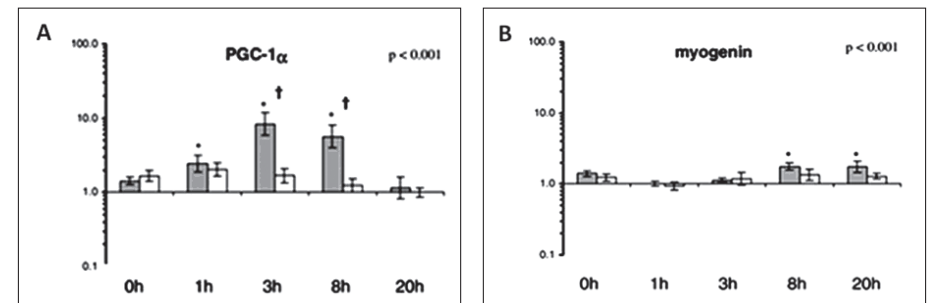 A
PGC-1α
p < 0.001
100.0
10.0
1.0
0.1
0h 1h 3h 8h 20h
* * † * †
B
myogenin
p < 0.001
100.0
10.0
1.0
0.1
0h 1h 3h 8h 20h
* *